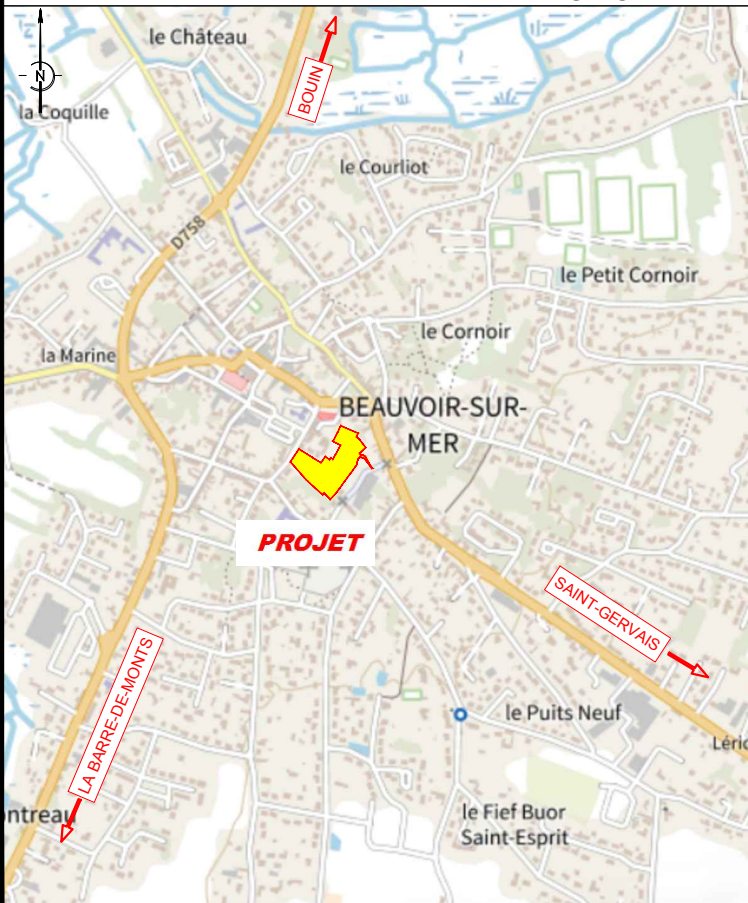 le Château
N
BOUIN
la Coquille
le Courliot
D758
le Petit Cornoir
le Cornoir
la Marine
BEAUVOIR-SUR-
MER
PROJET
SAINT-GERVAIS
LA BARRE-DE-MONTS
le Puits Neuf
Léric
ontreau
le Fief Buor
Saint-Esprit